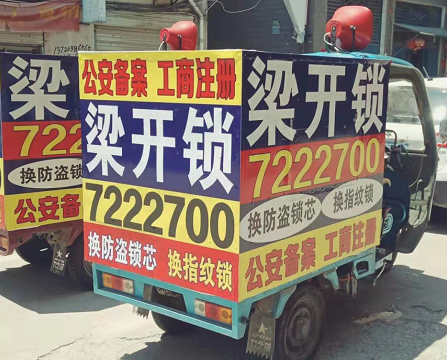 梁
722
换防盗锁
公安备
公安备案 工商注册
梁开锁
7222700
换防盗锁芯 换指纹锁
梁开锁
7222700
换防盗锁芯 换指纹锁
公安备案 工商注册